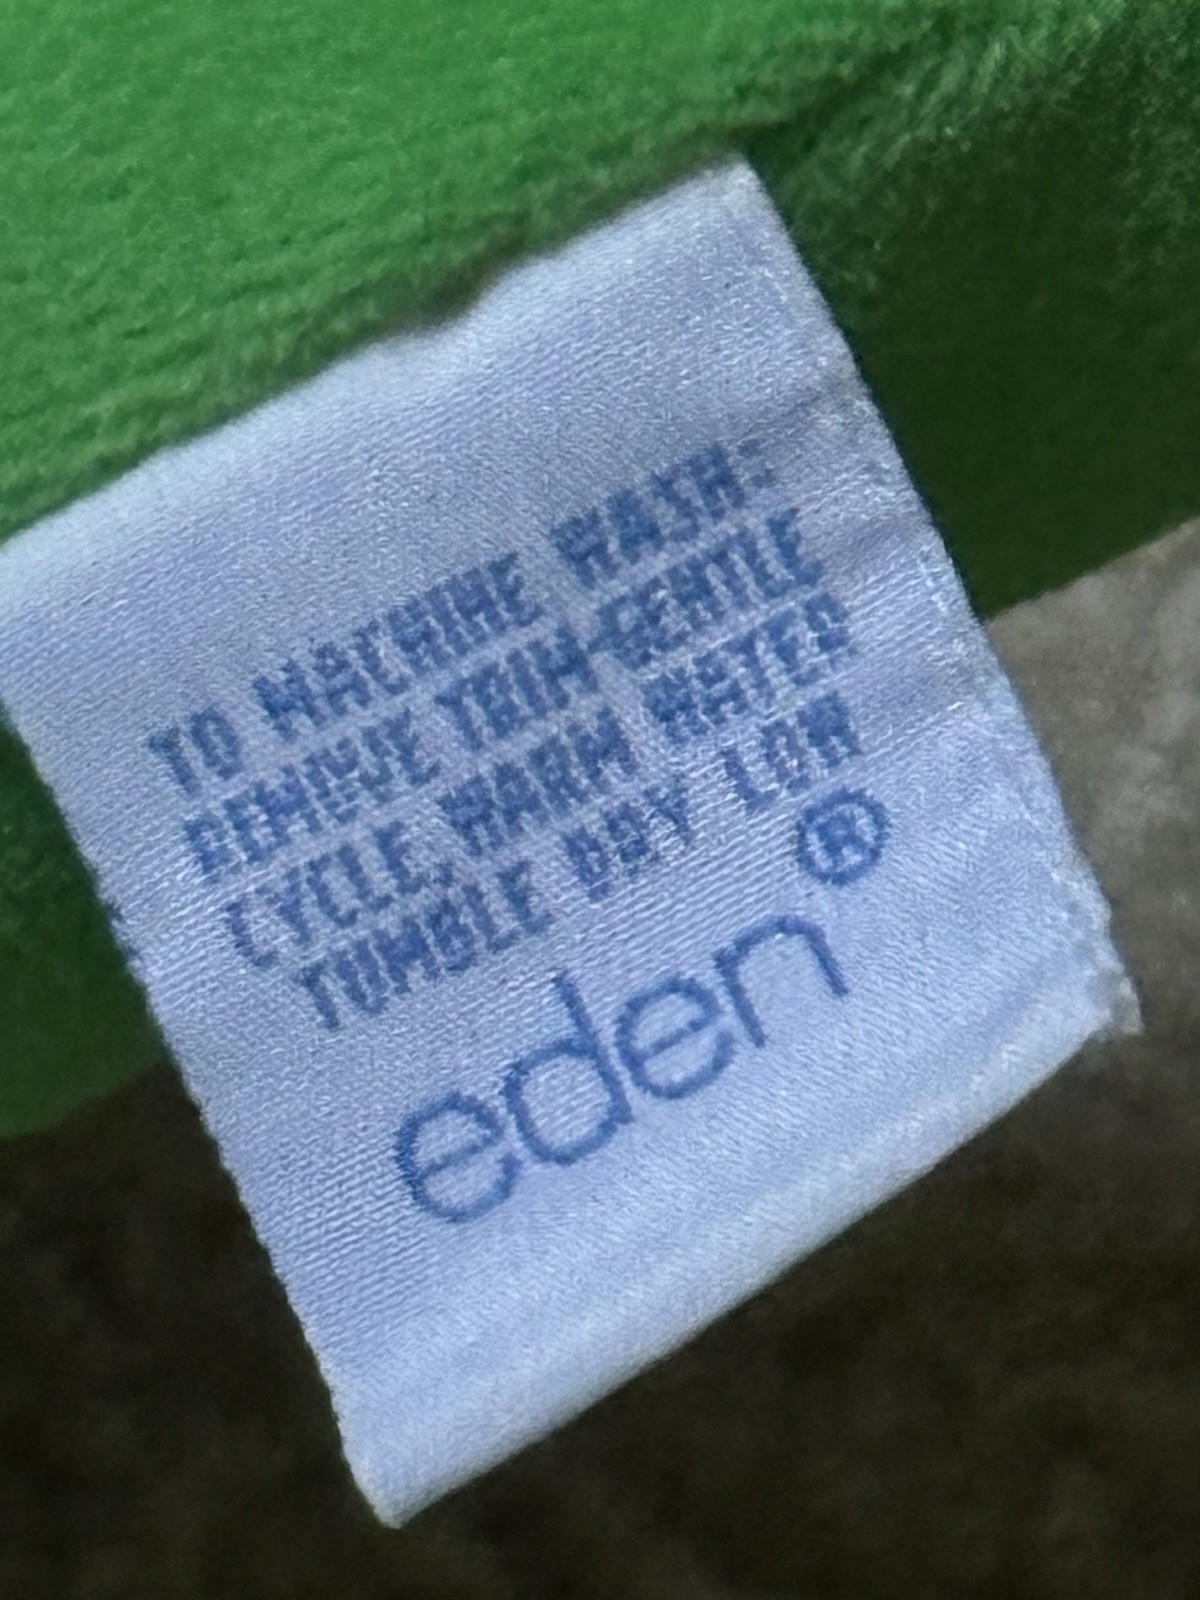 TO MACHINE WASH:
REMOVE TRIM-GENTLE
CYCLE, WARM WATER
TUMBLE DRY LOW
eden®